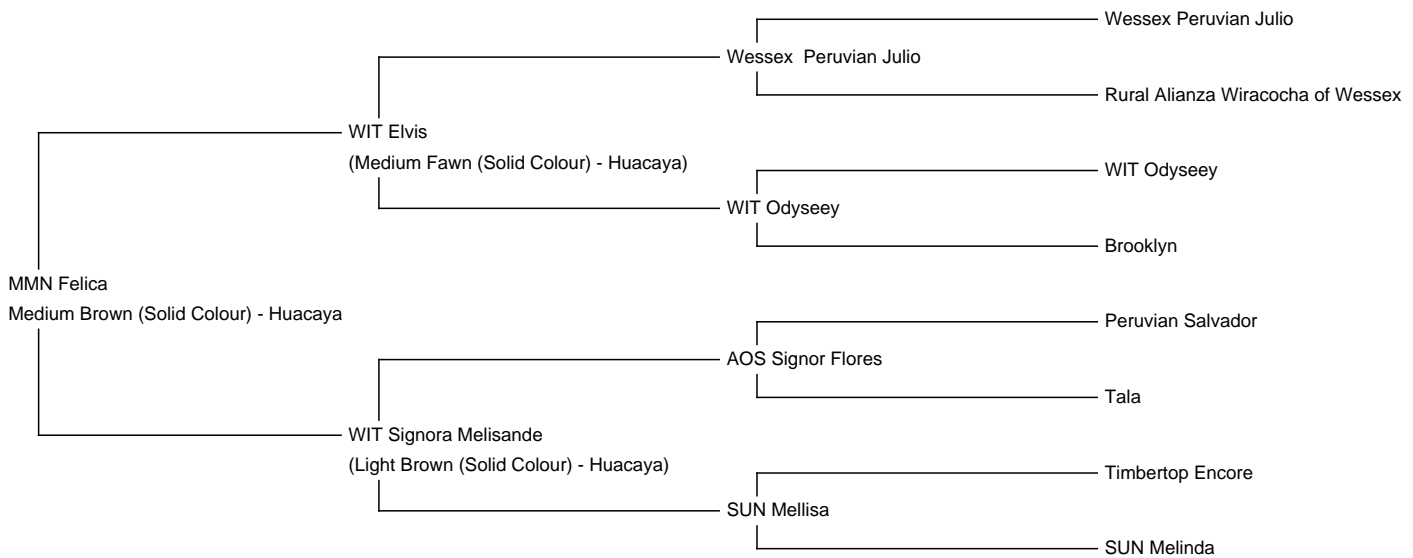 Wessex Peruvian Julio
Wessex  Peruvian Julio
Rural Alianza Wiracocha of Wessex
WIT Elvis
(Medium Fawn (Solid Colour) - Huacaya)
WIT Odyseey
WIT Odyseey
Brooklyn
MMN Felica
Medium Brown (Solid Colour) - Huacaya
Peruvian Salvador
AOS Signor Flores
Tala
WIT Signora Melisande
(Light Brown (Solid Colour) - Huacaya)
Timbertop Encore
SUN Mellisa
SUN Melinda